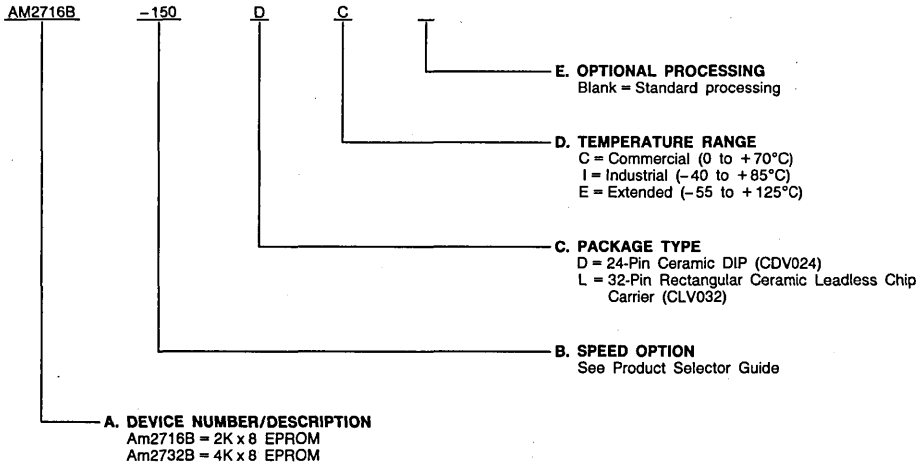 AM2716B -150 D C
E. OPTIONAL PROCESSING
Blank = Standard processing
D. TEMPERATURE RANGE
C = Commercial (0 to +70°C)
I = Industrial (–40 to +85°C)
E = Extended (–55 to +125°C)
C. PACKAGE TYPE
D = 24-Pin Ceramic DIP (CDV024)
L = 32-Pin Rectangular Ceramic Leadless Chip
Carrier (CLV032)
B. SPEED OPTION
See Product Selector Guide
A. DEVICE NUMBER/DESCRIPTION
Am2716B = 2K x 8 EPROM
Am2732B = 4K x 8 EPROM